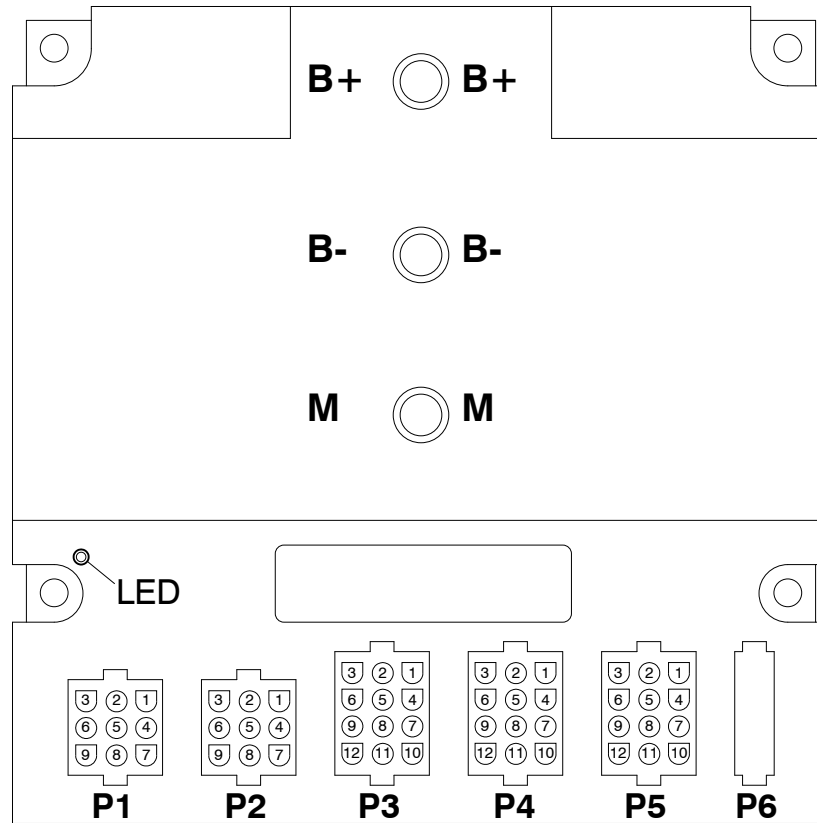 B+ B+
B- B-
M M
LED
3 2 1 3 2 1 3 2 1 3 2 1 3 2 1
6 5 4 6 5 4 6 5 4 6 5 4 6 5 4
9 8 7 9 8 7 9 8 7 9 8 7 9 8 7
12 11 10 12 11 10 12 11 10
P1 P2 P3 P4 P5 P6